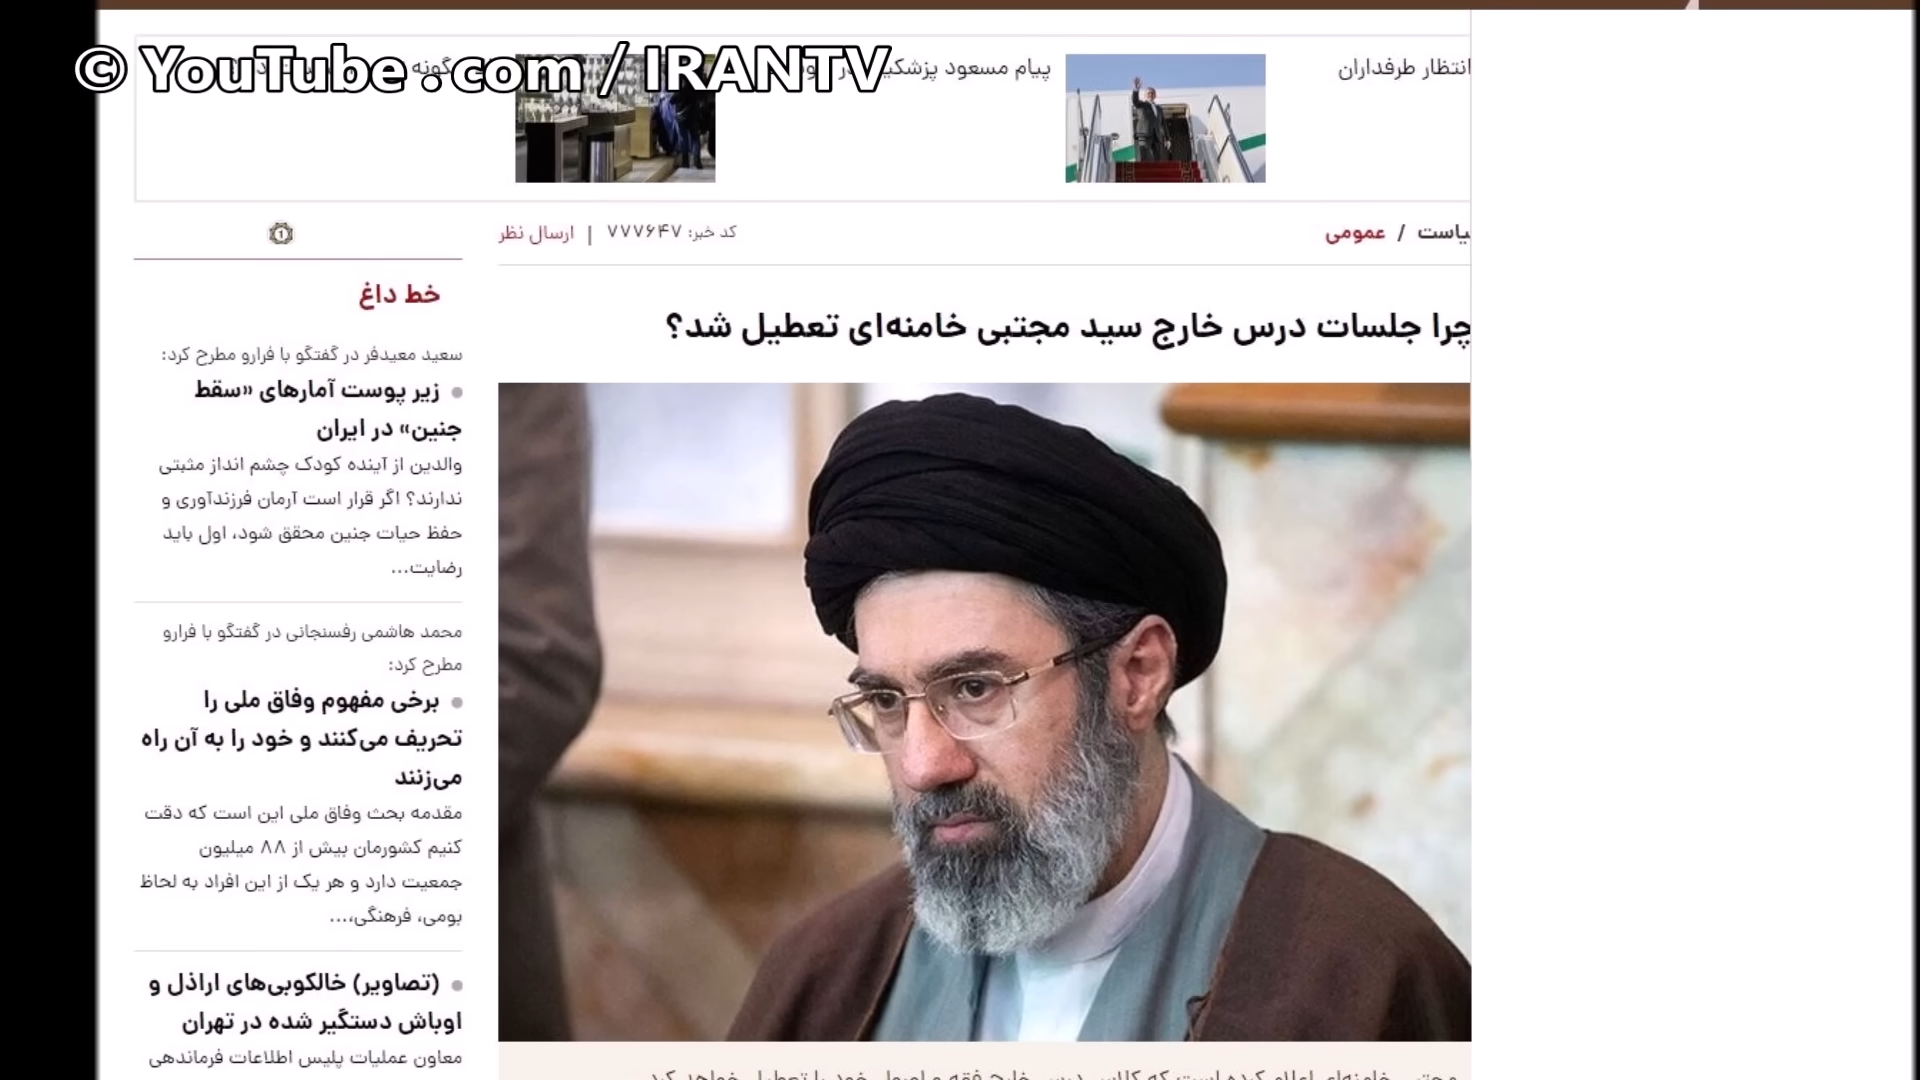 © YouTube.com / IRANTV
انتظار طرفداران
پیام مسعود
سیاست / عمومی
کد خبر: ۷۷۷۶۴۷ | ارسال نظر
چرا جلسات درس خارج سید مجتبی خامنه‌ای تعطیل شد؟
خط داغ
سعید معیدفر در گفتگو با فرارو مطرح کرد:
زیر پوست آمارهای «سقط
جنین» در ایران
والدین از آینده کودک چشم انداز مثبتی
ندارند؟ اگر قرار است آرمان فرزندآوری و
حفظ حیات جنین محقق شود، اول باید
رضایت...
محمد هاشمی رفسنجانی در گفتگو با فرارو
مطرح کرد:
برخی مفهوم وفاق ملی را
تحریف می‌کنند و خود را به آن راه
می‌زنند
مقدمه بحث وفاق ملی این است که دقت
کنیم کشورمان بیش از ۸۸ میلیون
جمعیت دارد و هر یک از این افراد به لحاظ
بومی، فرهنگی،...
(تصاویر) خالکوبی‌های اراذل و
اوباش دستگیر شده در تهران
معاون عملیات پلیس اطلاعات فرماندهی